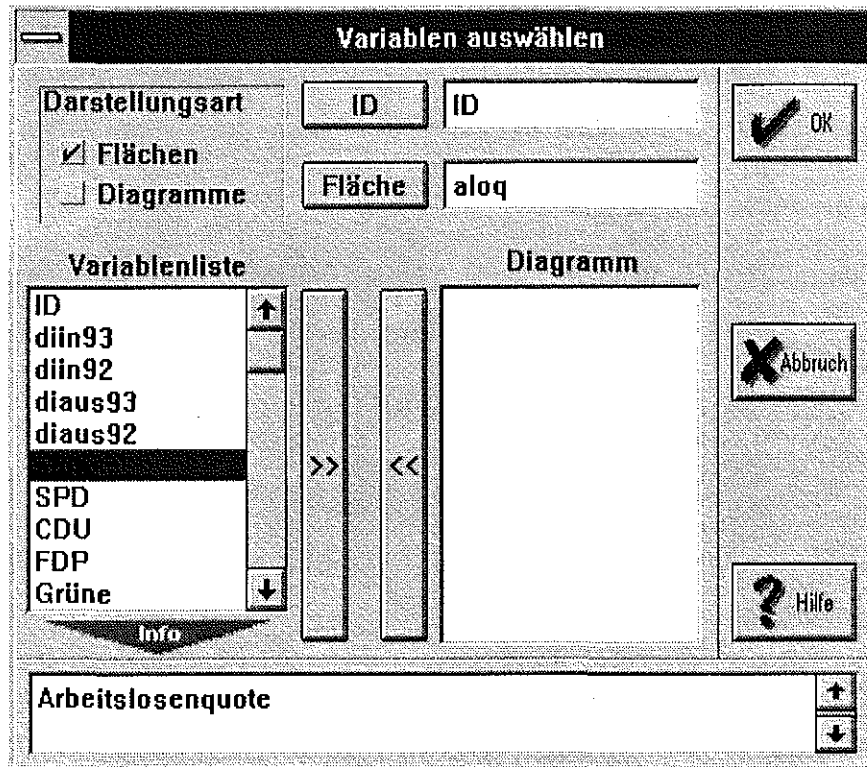 Variablen auswählen
Darstellungsart
Flächen
Diagramme
ID
ID
Fläche
aloq
OK
Variablenliste
ID
diin93
diin92
diaus93
diaus92
SPD
CDU
FDP
Grüne
Info
>>
<<
Diagramm
Abbruch
Hilfe
Arbeitslosenquote